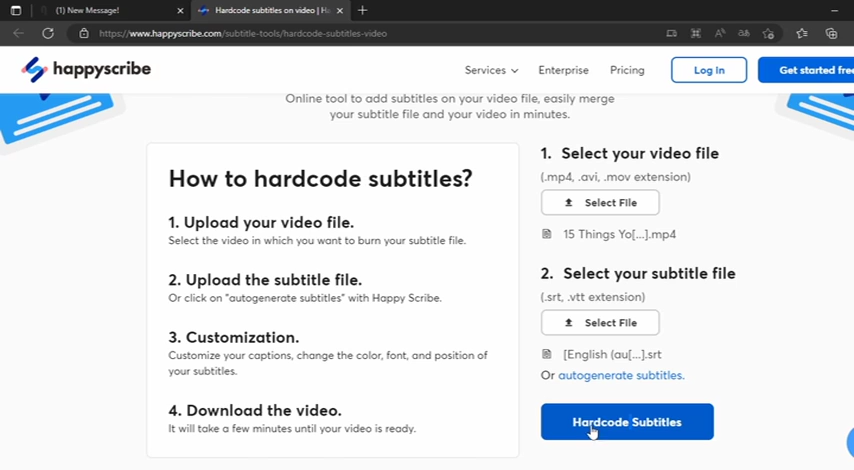 (1) New Message!
Hardcode subtitles on video | Ha
https://www.happyscribe.com/subtitle-tools/hardcode-subtitles-video
happyscribe
Services
Enterprise
Pricing
Log In
Get started free
Online tool to add subtitles on your video file, easily merge
your subtitle file and your video in minutes.
How to hardcode subtitles?
1. Upload your video file.
Select the video in which you want to burn your subtitle file.
2. Upload the subtitle file.
Or click on "autogenerate subtitles" with Happy Scribe.
3. Customization.
Customize your captions, change the color, font, and position of
your subtitles.
4. Download the video.
It will take a few minutes until your video is ready.
1. Select your video file
(.mp4, .avi, .mov extension)
Select File
15 Things Yo[...].mp4
2. Select your subtitle file
(.srt, .vtt extension)
Select File
[English (au[...].srt
Or autogenerate subtitles.
Hardcode Subtitles